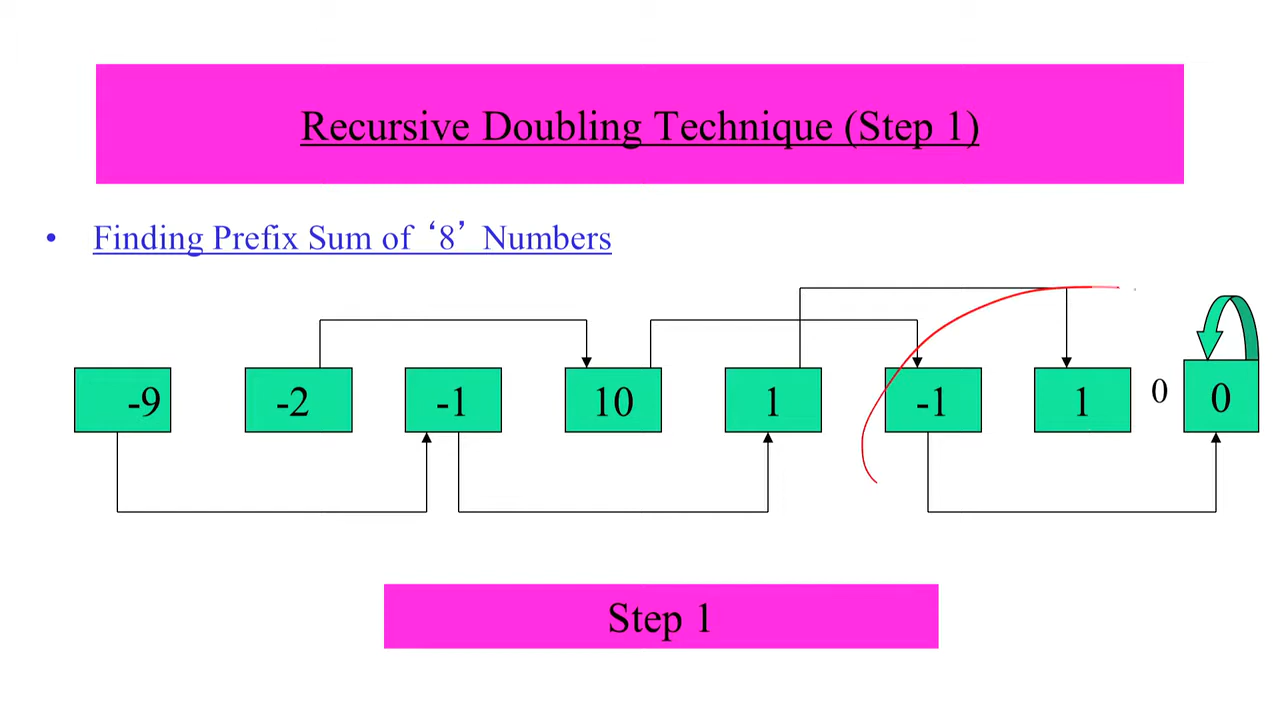 Recursive Doubling Technique (Step 1)
• Finding Prefix Sum of ‘8’ Numbers
-9 -2 -1 10 1 -1 1 0 0
Step 1